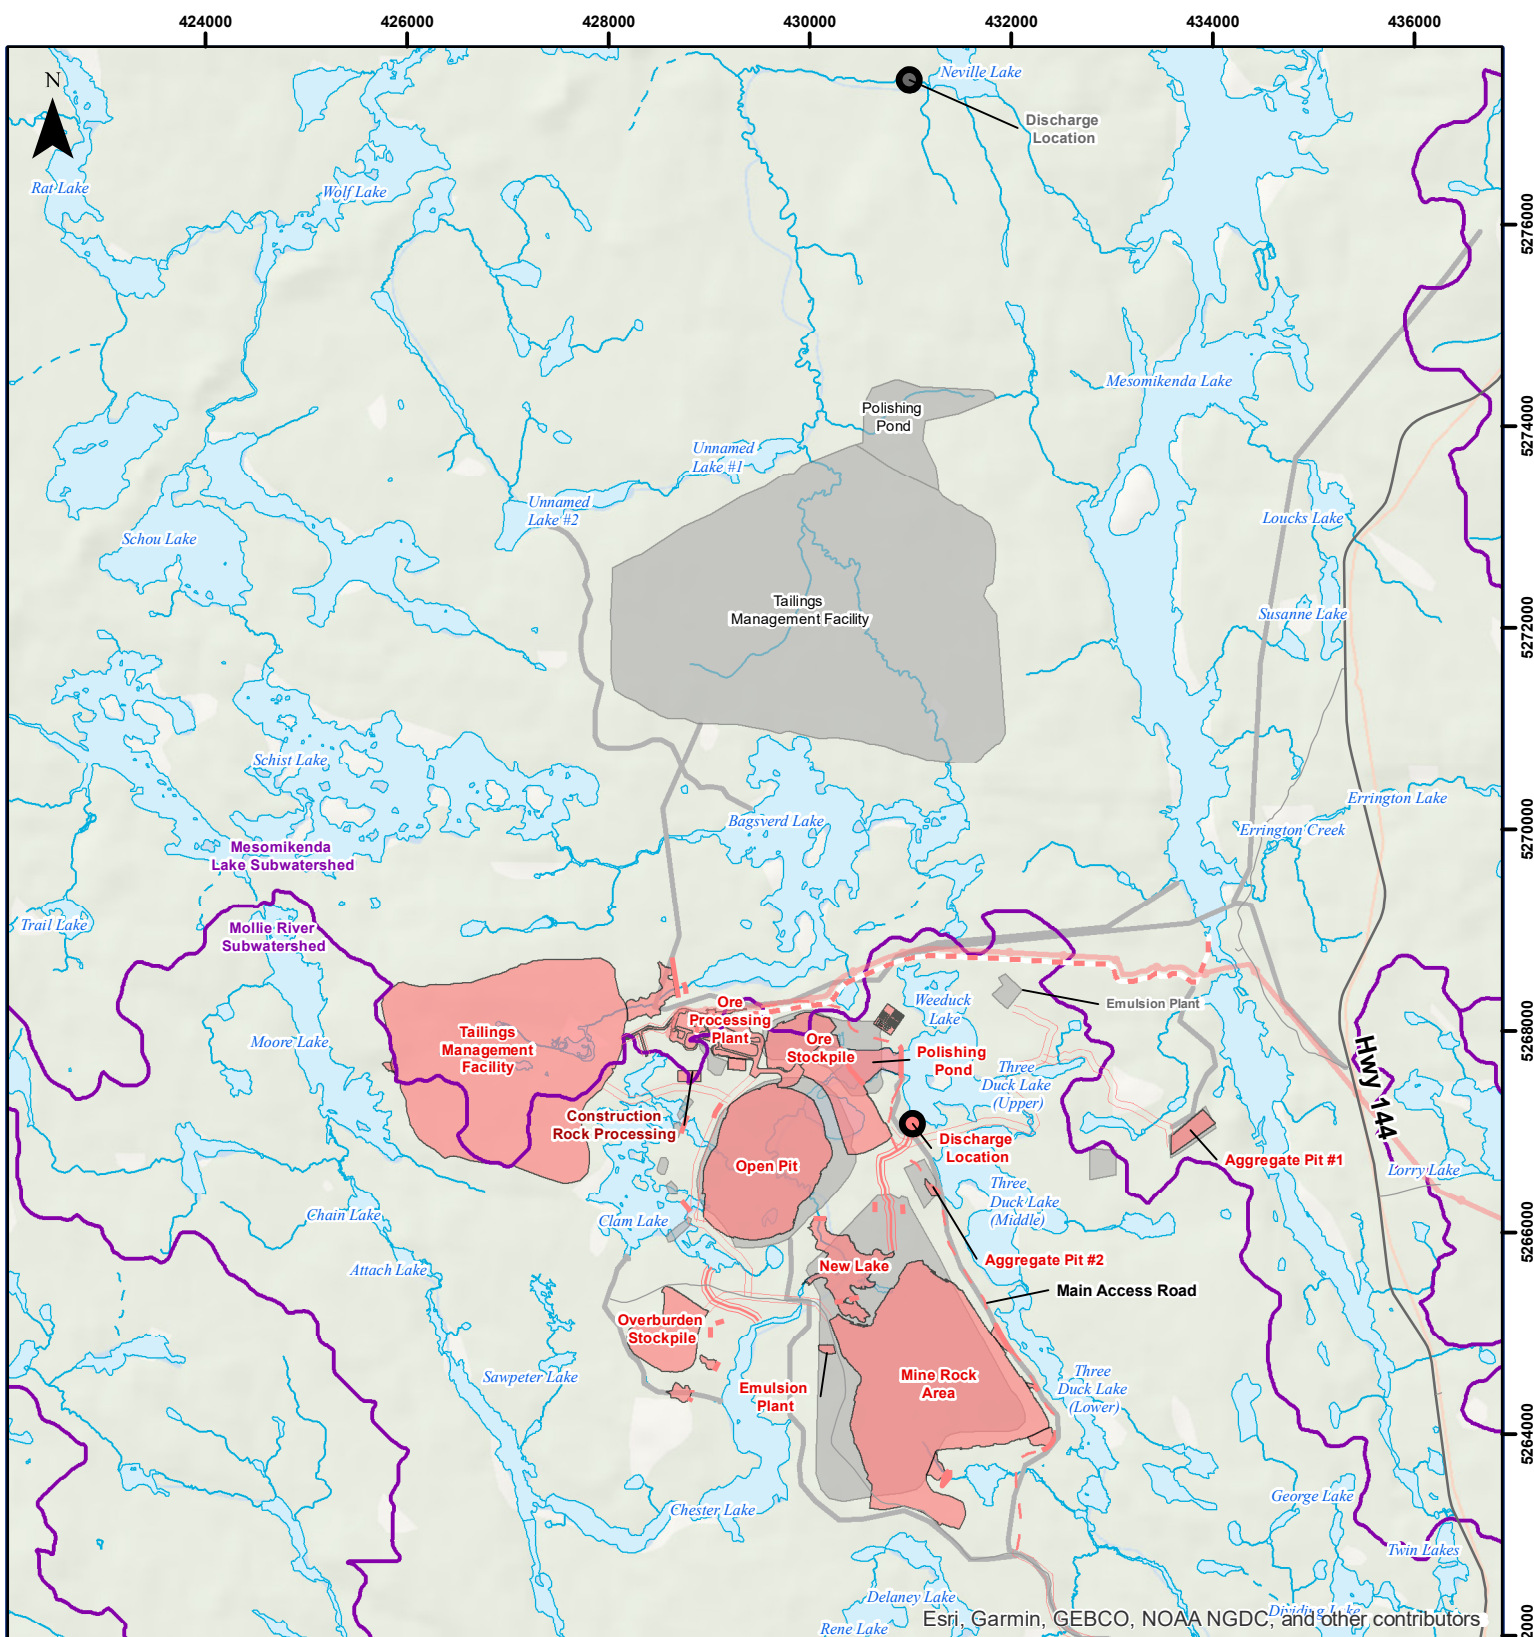 424000
426000
428000
430000
432000
434000
436000
N
Neville Lake
Discharge
Location
Rat Lake
Wolf Lake
5276000
Mesomikenda Lake
Polishing
Pond
5274000
Unnamed
Lake #1
Unnamed
Lake #2
Loucks Lake
Schou Lake
Tailings
Management Facility
Susanne Lake
5272000
Schist Lake
Errington Lake
Bagsverd Lake
Errington Creek
5270000
Mesomikenda
Lake Subwatershed
Trail Lake
Mollie River
Subwatershed
Ore
Processing
Plant
Weeduck
Lake
Emulsion Plant
5268000
Moore Lake
Tailings
Management
Facility
Ore
Stockpile
Polishing
Pond
Three
Duck Lake
(Upper)
Hwy 144
Construction
Rock Processing
Discharge
Location
Open Pit
Aggregate Pit #1
Lorry Lake
Three
Duck Lake
(Middle)
Chain Lake
Clam Lake
5266000
Attach Lake
New Lake
Aggregate Pit #2
Main Access Road
Overburden
Stockpile
Sawpeter Lake
Emulsion
Plant
Mine Rock
Area
Three
Duck Lake
(Lower)
5264000
Chester Lake
George Lake
Twin Lakes
Delaney Lake
Dividing Lake
Rene Lake
Esri, Garmin, GEBCO, NOAA NGDC, and other contributors
2000